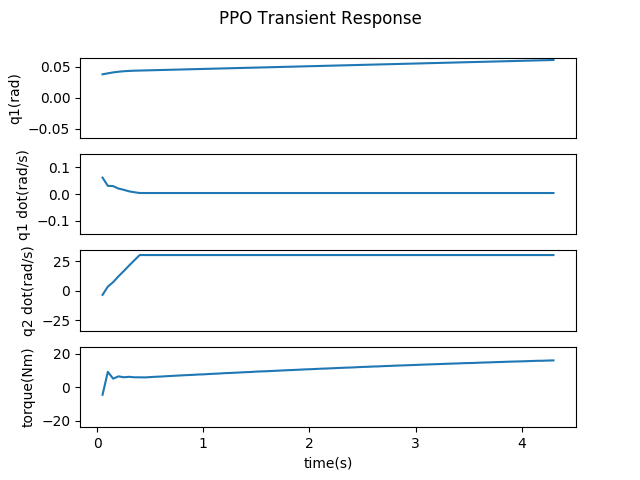 PPO Transient Response
q1(rad)
0.05
0.00
−0.05
q1 dot(rad/s)
0.1
0.0
−0.1
q2 dot(rad/s)
25
0
−25
torque(Nm)
20
0
−20
0 1 2 3 4
time(s)